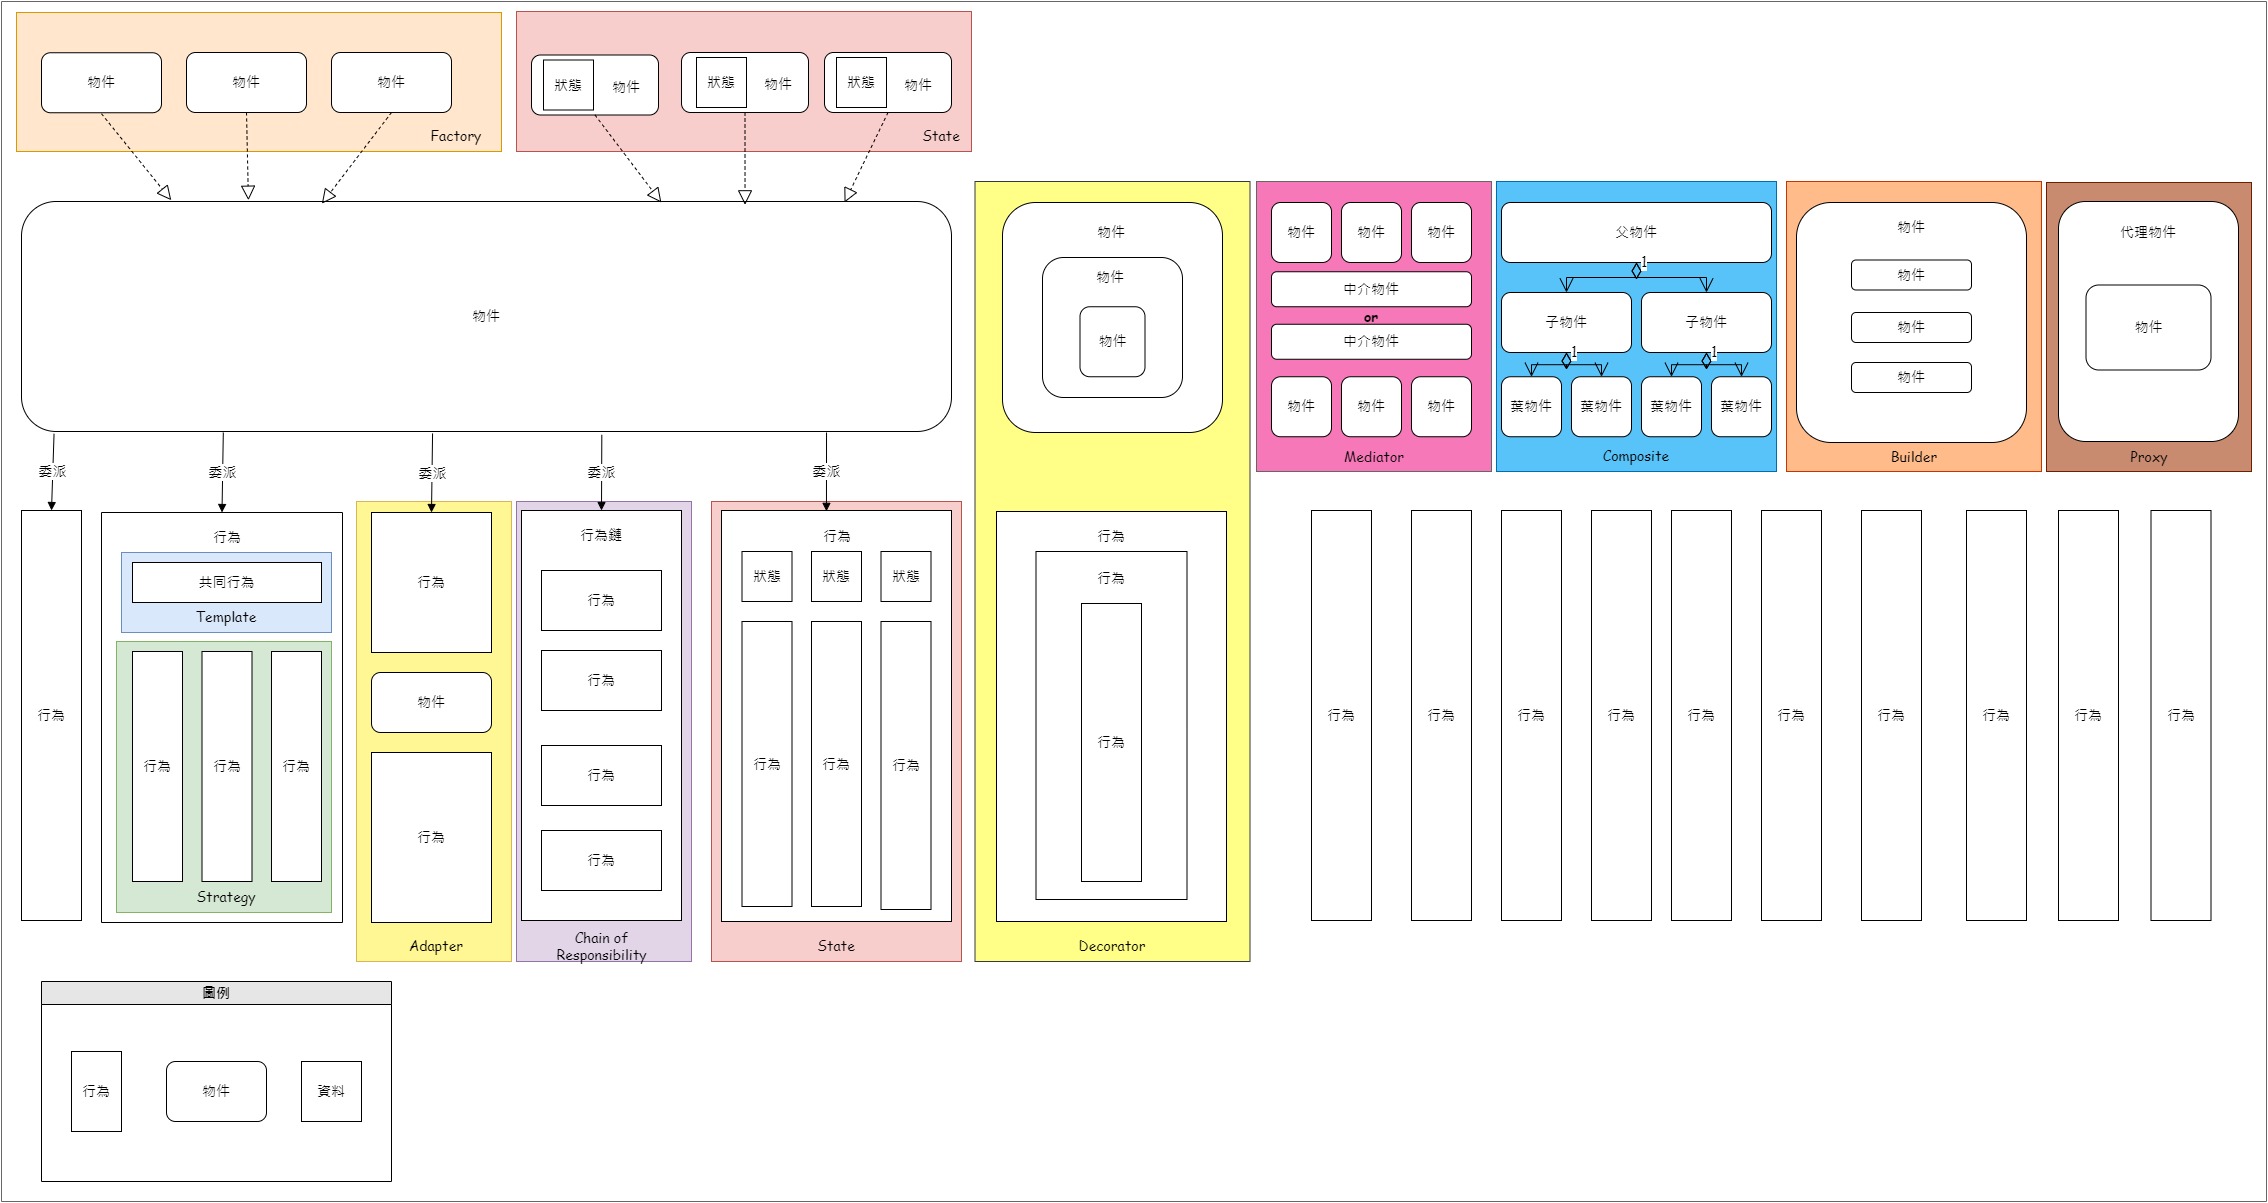 物件
物件
物件
Factory
狀態
物件
狀態
物件
狀態
物件
State
物件
委派
委派
委派
委派
委派
行為
行為
共同行為
Template
行為
行為
行為
Strategy
行為
物件
行為
Adapter
行為鏈
行為
行為
行為
行為
Chain of
Responsibility
行為
狀態
狀態
狀態
行為
行為
行為
State
物件
物件
物件
行為
行為
行為
Decorator
物件
物件
物件
中介物件
or
中介物件
物件
物件
物件
Mediator
父物件
1
子物件
子物件
1
1
葉物件
葉物件
葉物件
葉物件
Composite
物件
物件
物件
物件
Builder
代理物件
物件
Proxy
行為
行為
行為
行為
行為
行為
行為
行為
行為
行為
圖例
行為
物件
資料